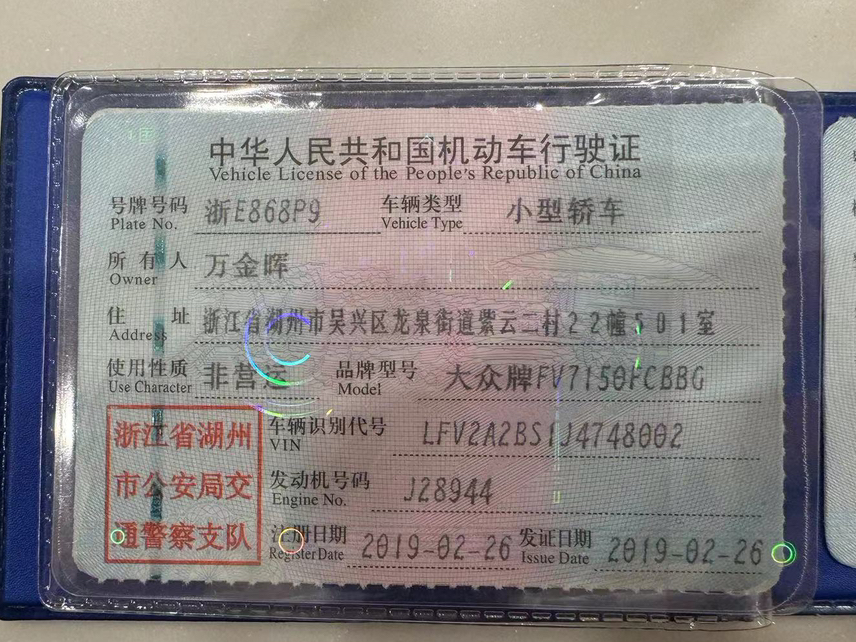 中华人民共和国机动车行驶证
Vehicle License of the People's Republic of China
号牌号码 浙E868P9 车辆类型 小型轿车
Plate No. Vehicle Type
所有人 万金晖
Owner
住址 浙江省湖州市吴兴区龙泉街道紫云二村22幢501室
Address
使用性质 非营运 品牌型号 大众牌FV7150FCBBG
Use Character Model
浙江省湖州 车辆识别代号 LFV2A2BS1J4748002
VIN
市公安局交 发动机号码 J28944
Engine No.
通警察支队 注册日期 2019-02-26 发证日期 2019-02-26
Register Date Issue Date